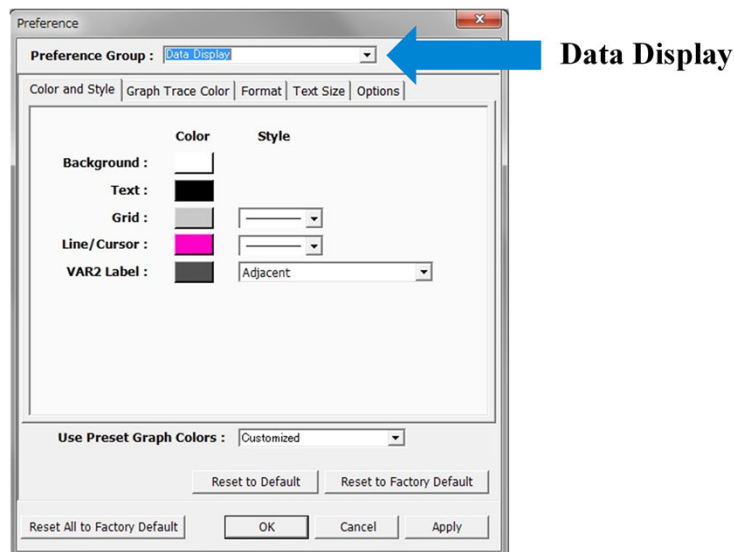 Preference
Preference Group : Data Display
Data Display
Color and Style Graph Trace Color Format Text Size Options
Color Style
Background :
Text :
Grid :
Line/Cursor :
VAR2 Label : Adjacent
Use Preset Graph Colors : Customized
Reset to Default Reset to Factory Default
Reset All to Factory Default OK Cancel Apply